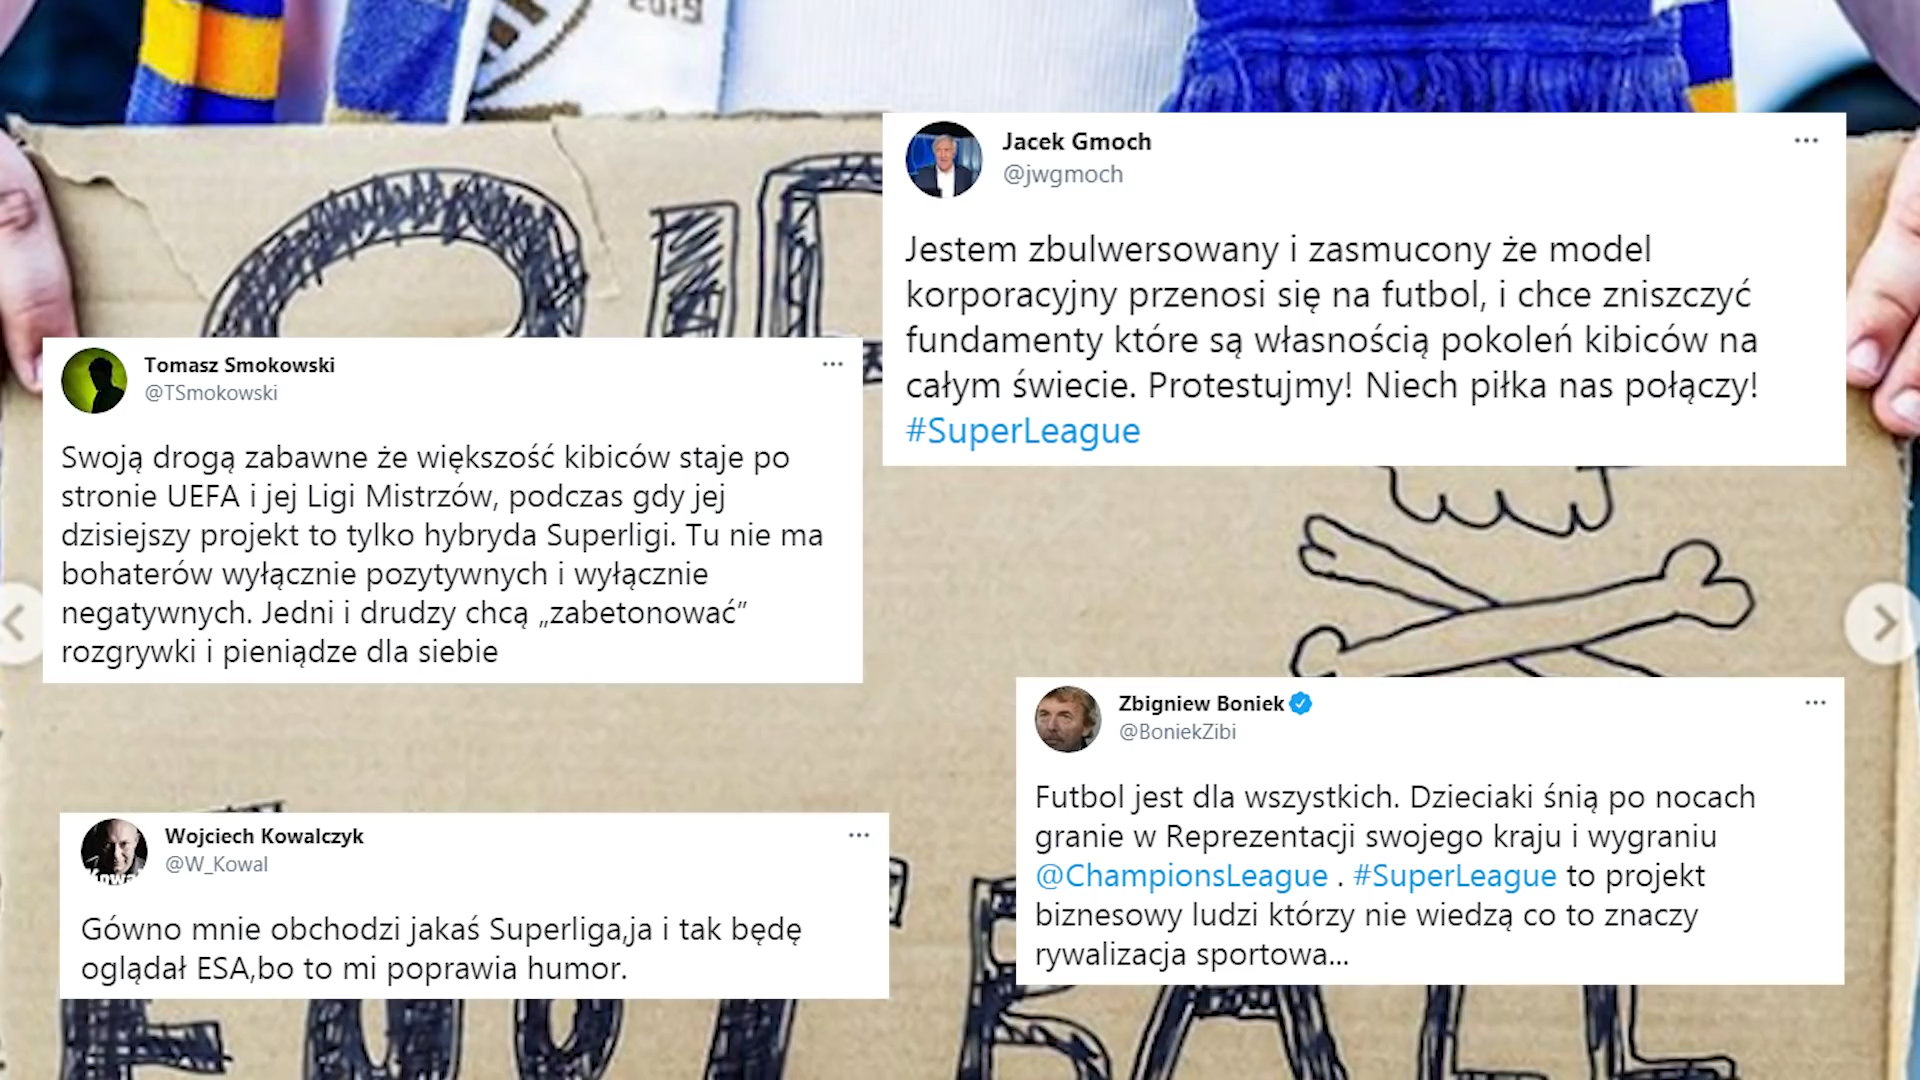 2019
Jacek Gmoch
@jwgmoch
Jestem zbulwersowany i zasmucony że model
korporacyjny przenosi się na futbol, i chce zniszczyć
fundamenty które są własnością pokoleń kibiców na
całym świecie. Protestujmy! Niech piłka nas połączy!
#SuperLeague
Tomasz Smokowski
@TSmokowski
Swoją drogą zabawne że większość kibiców staje po
stronie UEFA i jej Ligi Mistrzów, podczas gdy jej
dzisiejszy projekt to tylko hybryda Superligi. Tu nie ma
bohaterów wyłącznie pozytywnych i wyłącznie
negatywnych. Jedni i drudzy chcą „zabetonować”
rozgrywki i pieniądze dla siebie
Zbigniew Boniek
@BoniekZibi
Futbol jest dla wszystkich. Dzieciaki śnią po nocach
granie w Reprezentacji swojego kraju i wygraniu
@ChampionsLeague . #SuperLeague to projekt
biznesowy ludzi którzy nie wiedzą co to znaczy
rywalizacja sportowa...
Wojciech Kowalczyk
@W_Kowal
Gówno mnie obchodzi jakaś Superliga,ja i tak będę
oglądał ESA,bo to mi poprawia humor.
FOOTBALL